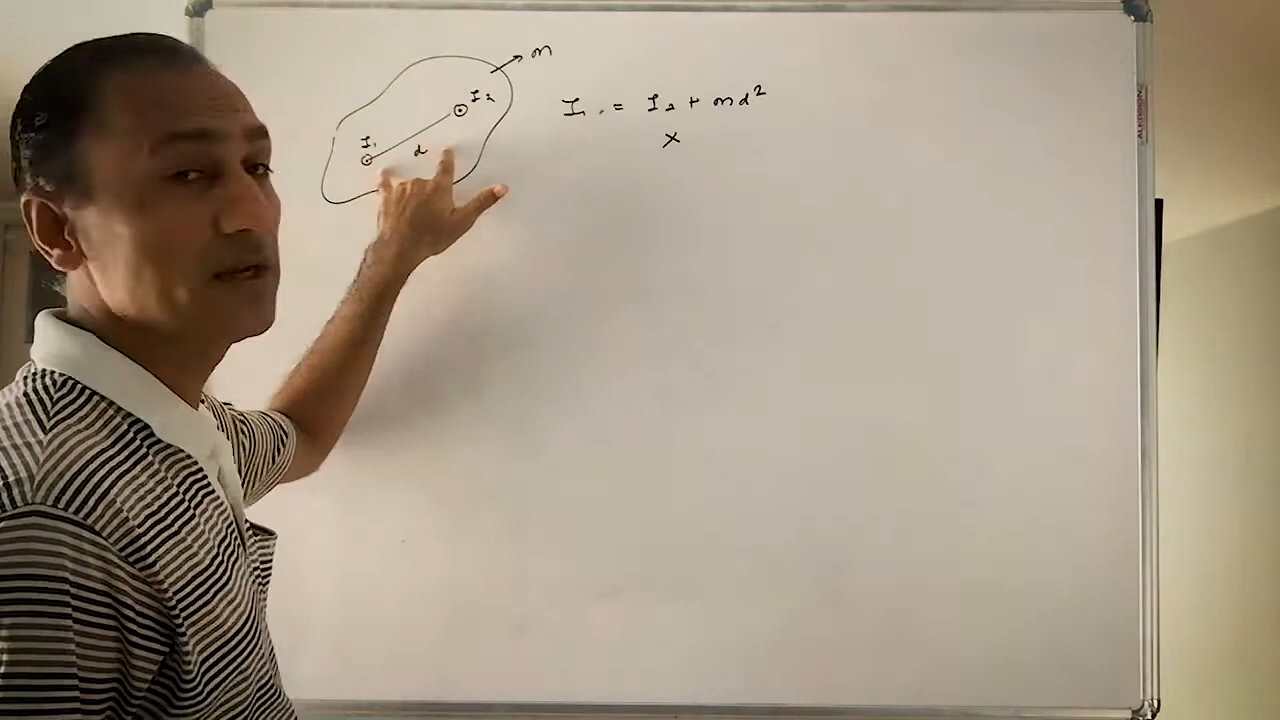 m
I₂
I₁
d
I₁ = I₂ + md²
×